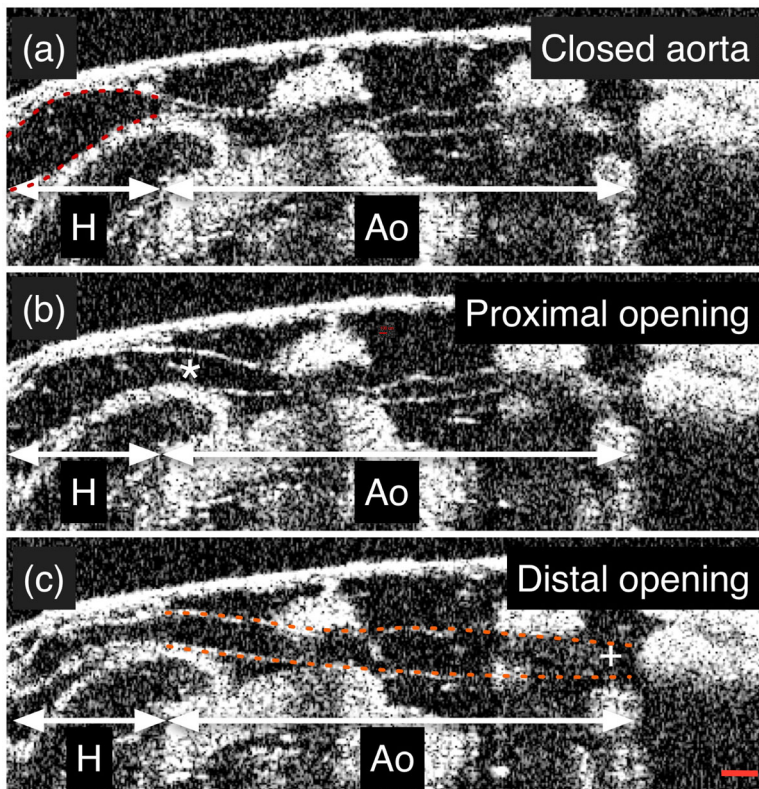 (a) Closed aorta
H Ao
(b) Proximal opening
*
H Ao
(c) Distal opening
+
H Ao